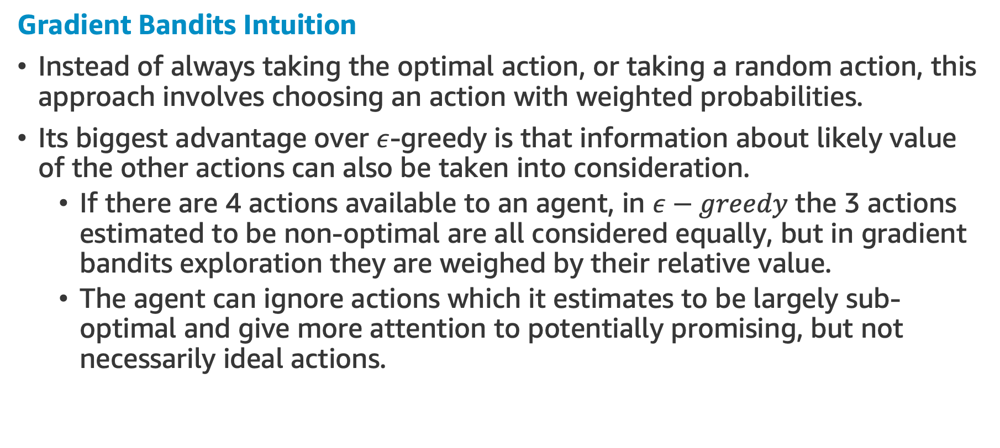 Gradient Bandits Intuition
• Instead of always taking the optimal action, or taking a random action, this
approach involves choosing an action with weighted probabilities.
• Its biggest advantage over ϵ-greedy is that information about likely value
of the other actions can also be taken into consideration.
• If there are 4 actions available to an agent, in ϵ − greedy the 3 actions
estimated to be non-optimal are all considered equally, but in gradient
bandits exploration they are weighed by their relative value.
• The agent can ignore actions which it estimates to be largely sub-
optimal and give more attention to potentially promising, but not
necessarily ideal actions.